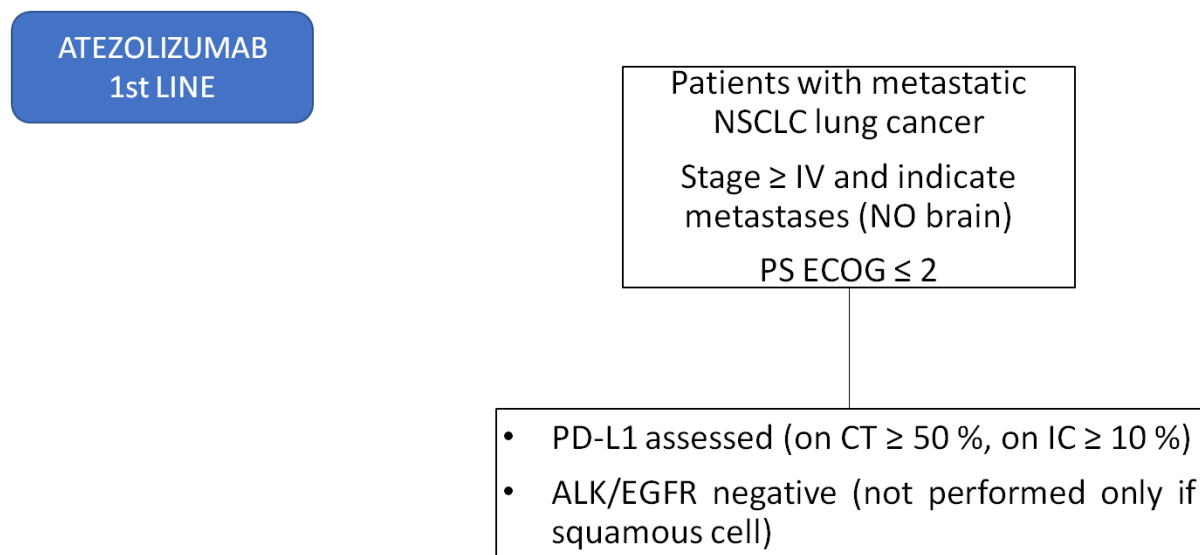 ATEZOLIZUMAB
1st LINE
Patients with metastatic
NSCLC lung cancer
Stage ≥ IV and indicate
metastases (NO brain)
PS ECOG ≤ 2
• PD-L1 assessed (on CT ≥ 50 %, on IC ≥ 10 %)
• ALK/EGFR negative (not performed only if
squamous cell)